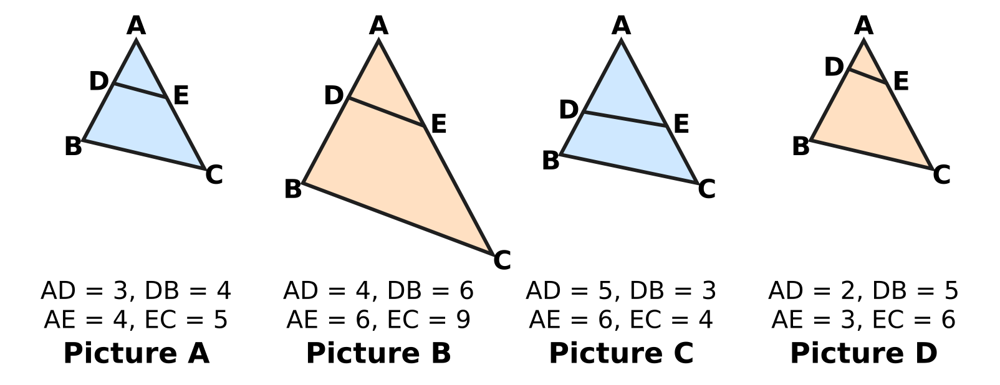 A
D
E
B
C
AD = 3, DB = 4
AE = 4, EC = 5
Picture A
A
D
E
B
C
AD = 4, DB = 6
AE = 6, EC = 9
Picture B
A
D
E
B
C
AD = 5, DB = 3
AE = 6, EC = 4
Picture C
A
D
E
B
C
AD = 2, DB = 5
AE = 3, EC = 6
Picture D